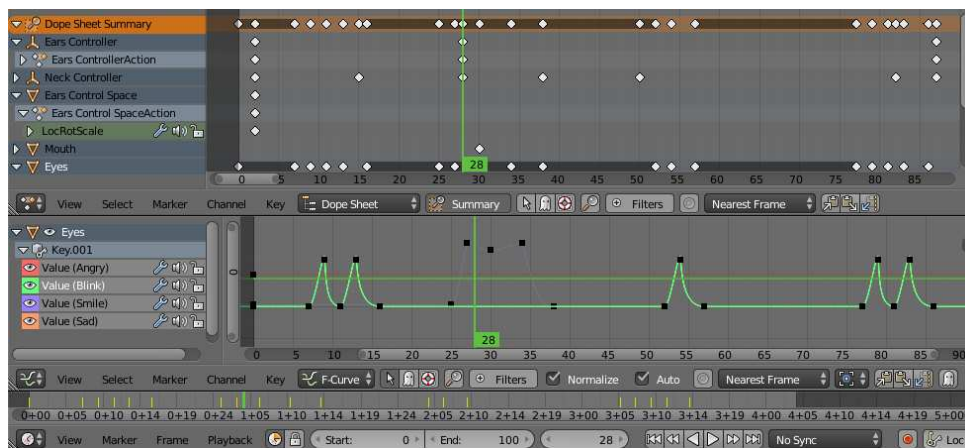 Dope Sheet Summary
Ears Controller
Ears ControllerAction
Neck Controller
Ears Control Space
Ears Control SpaceAction
LocRotScale
Mouth
Eyes
28
0 5 10 15 20 25 30 35 40 45 50 55 60 65 70 75 80 85
View Select Marker Channel Key Dope Sheet Summary Filters Nearest Frame
Eyes
Key.001
Value (Angry)
Value (Blink)
Value (Smile)
Value (Sad)
28
0 5 10 15 20 25 30 35 40 45 50 55 60 65 70 75 80 85 90
View Select Marker Channel Key F-Curve Filters Normalize Auto Nearest Frame
0+00 0+05 0+10 0+14 0+19 0+24 1+05 1+10 1+14 1+19 1+24 2+05 2+10 2+14 2+19 2+24 3+05 3+10 3+14 3+19 3+24 4+05 4+10 4+14 4+19 5+00
View Marker Frame Playback Start: 0 End: 100 28 No Sync Loc